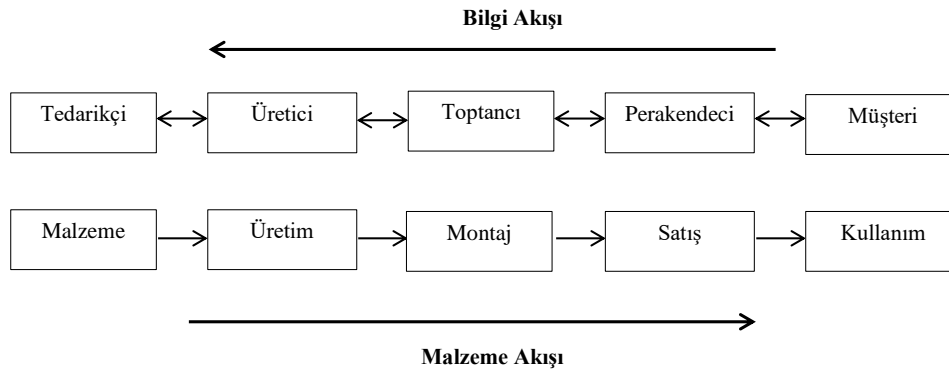 Bilgi Akışı
Tedarikçi Üretici Toptancı Perakendeci Müşteri
Malzeme Üretim Montaj Satış Kullanım
Malzeme Akışı